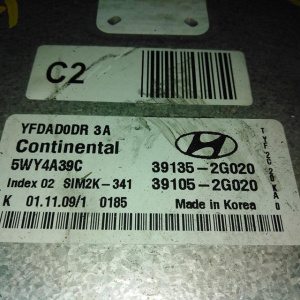 C2
YFDAD0DR 3A
Continental
5WY4A39C 39135-2G020
Index 02 SIM2K-341 39105-2G020
K 01.11.09/1 0185 Made in Korea